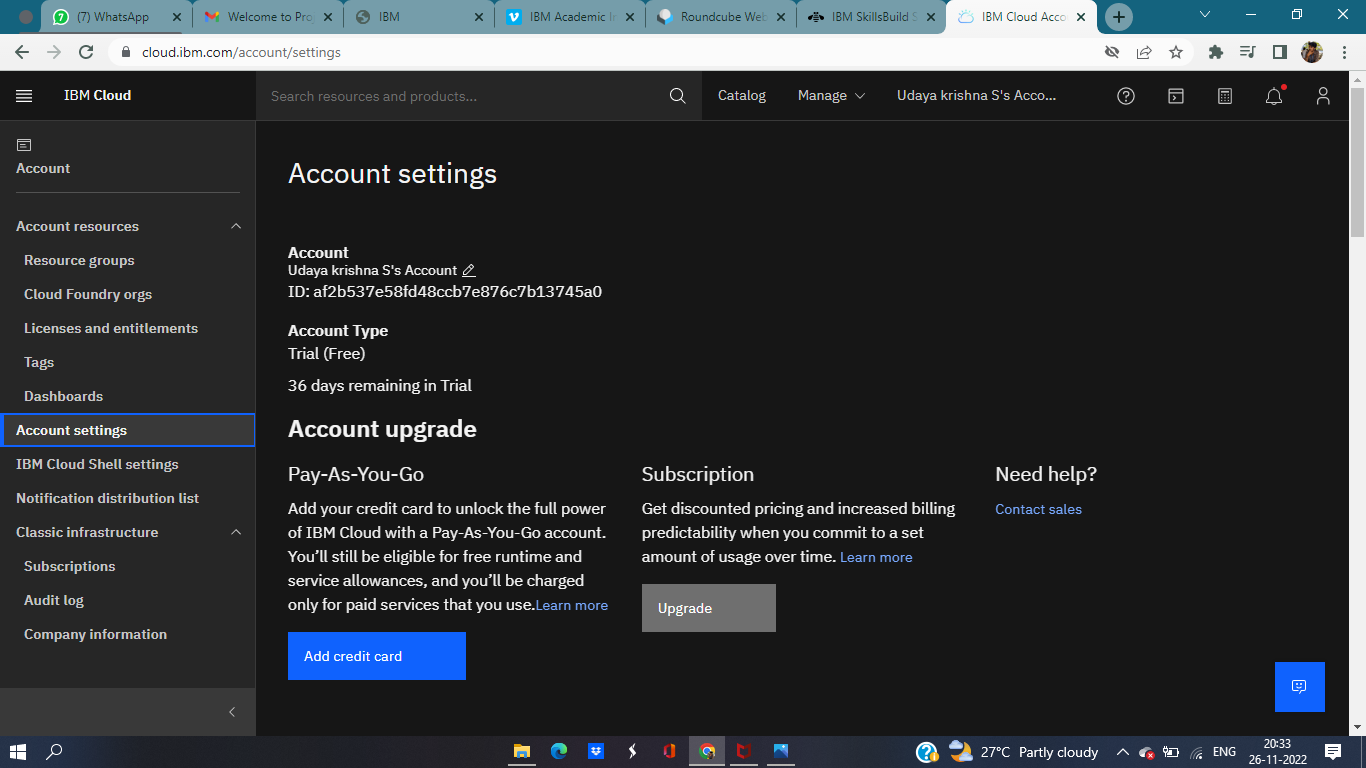 (7) WhatsApp
Welcome to Proj
IBM
IBM Academic In
Roundcube Web
IBM SkillsBuild S
IBM Cloud Acco
cloud.ibm.com/account/settings
IBM Cloud
Search resources and products...
Catalog
Manage
Udaya krishna S's Acco...
Account
Account resources
Resource groups
Cloud Foundry orgs
Licenses and entitlements
Tags
Dashboards
Account settings
IBM Cloud Shell settings
Notification distribution list
Classic infrastructure
Subscriptions
Audit log
Company information
Account settings
Account
Udaya krishna S's Account
ID: af2b537e58fd48ccb7e876c7b13745a0
Account Type
Trial (Free)
36 days remaining in Trial
Account upgrade
Pay-As-You-Go
Add your credit card to unlock the full power
of IBM Cloud with a Pay-As-You-Go account.
You’ll still be eligible for free runtime and
service allowances, and you’ll be charged
only for paid services that you use.Learn more
Add credit card
Subscription
Get discounted pricing and increased billing
predictability when you commit to a set
amount of usage over time. Learn more
Upgrade
Need help?
Contact sales
27°C Partly cloudy
ENG
20:33
26-11-2022